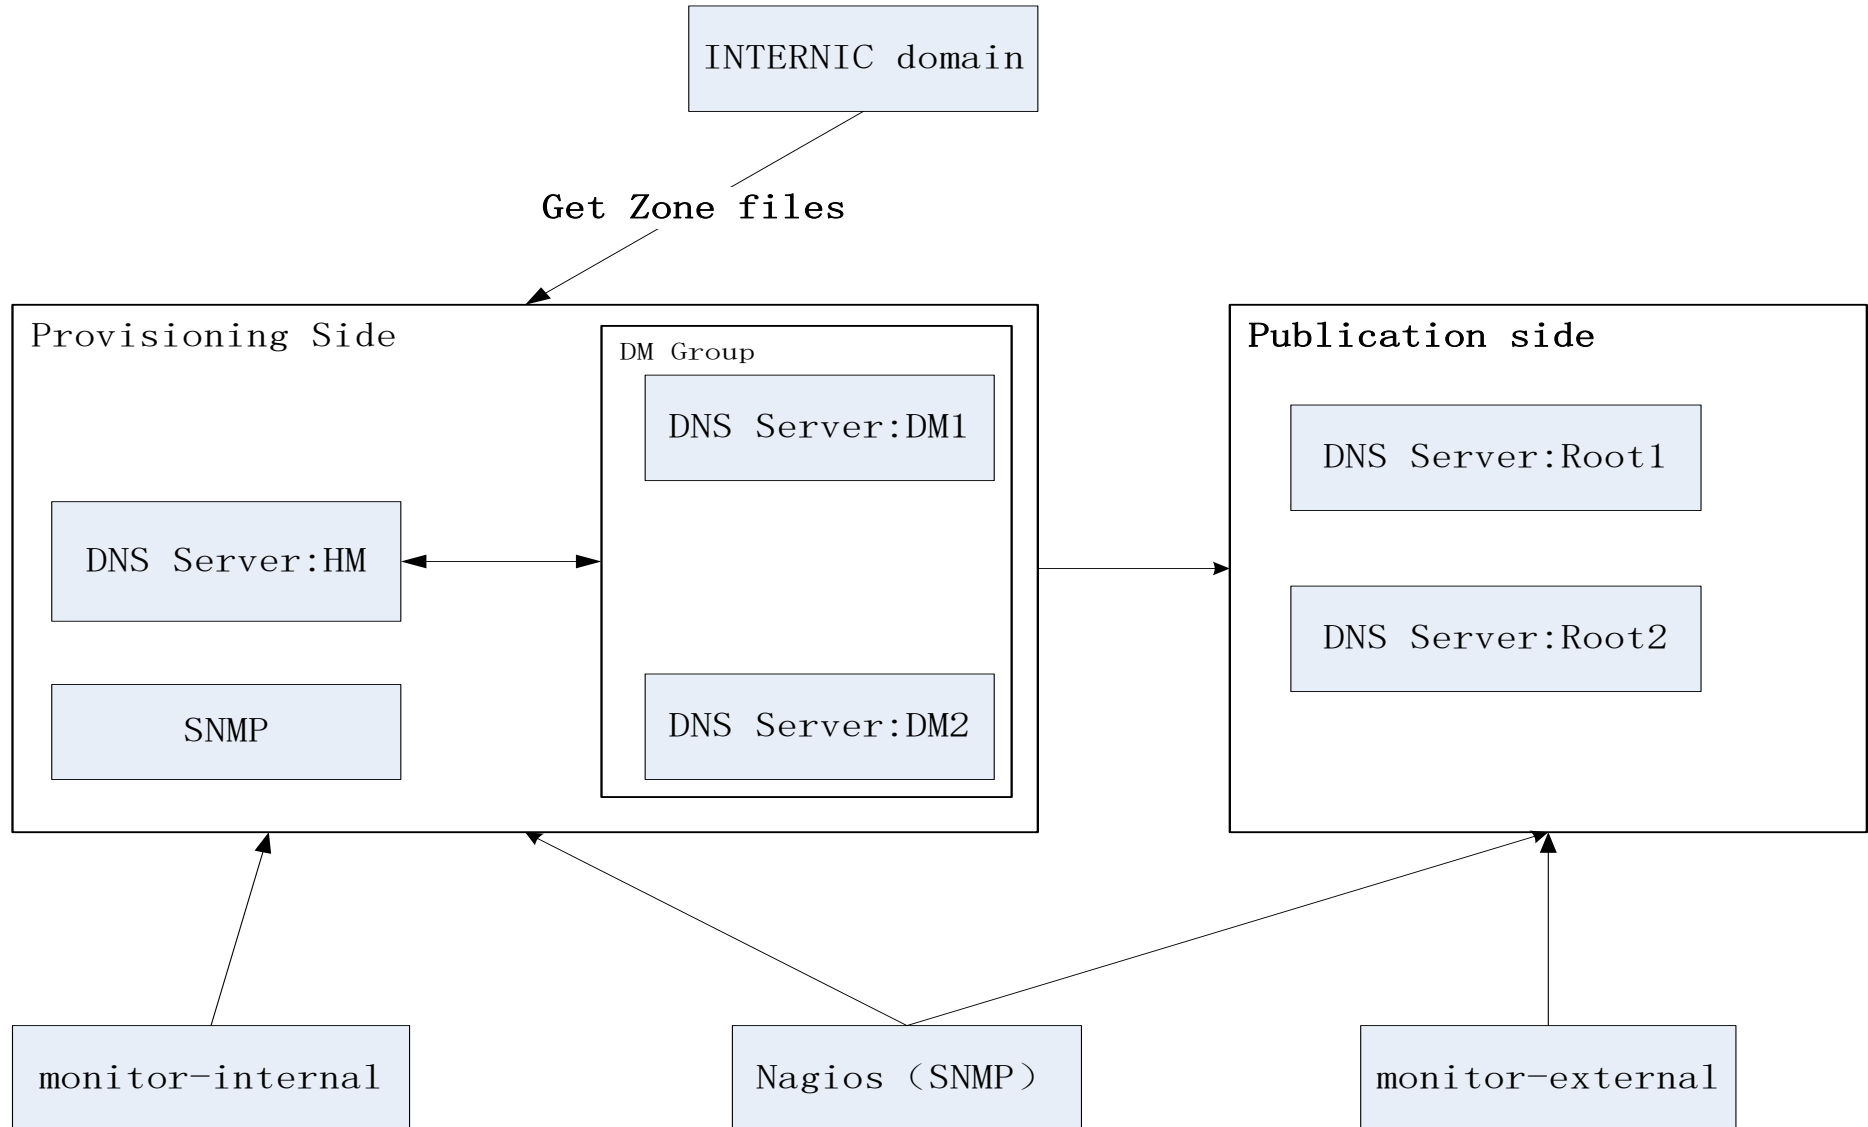 INTERNIC domain
Get Zone files
Provisioning Side
DM Group
DNS Server:DM1
DNS Server:HM
SNMP
DNS Server:DM2
Publication side
DNS Server:Root1
DNS Server:Root2
monitor-internal
Nagios（SNMP）
monitor-external